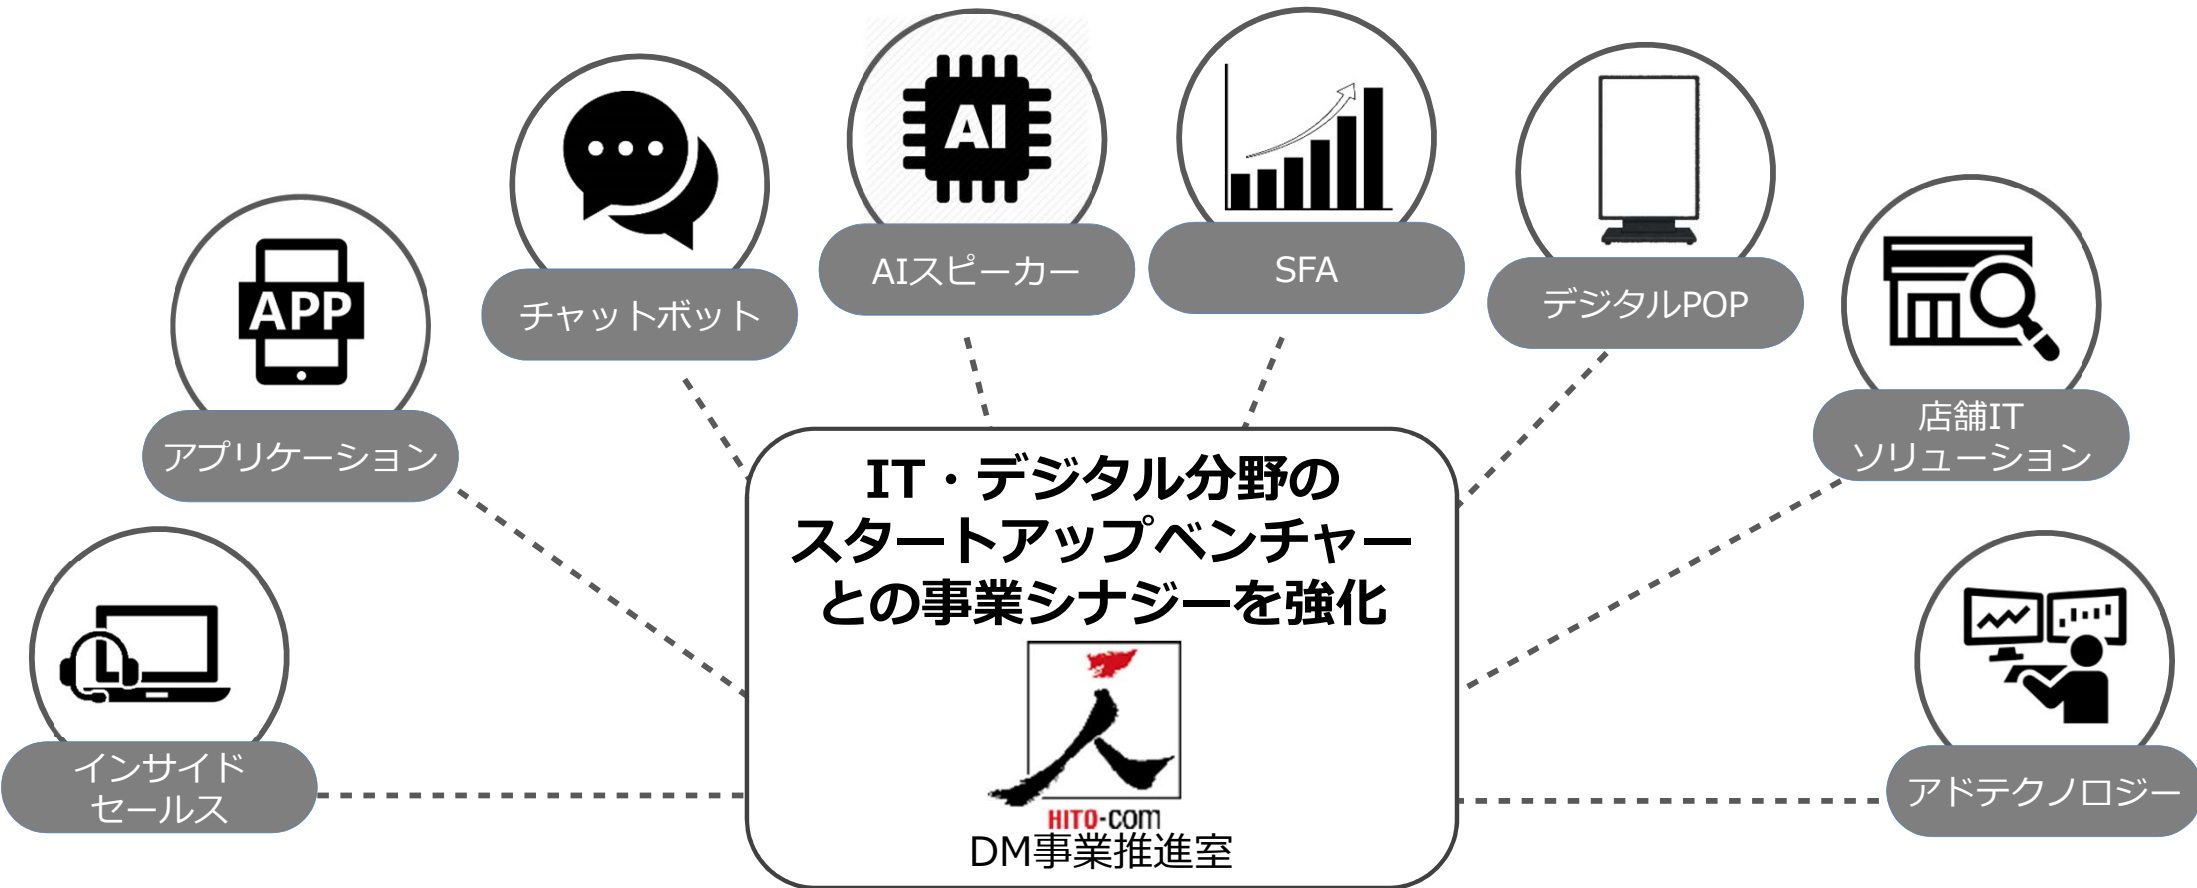 AI
APP
チャットボット
AIスピーカー
SFA
デジタルPOP
アプリケーション
店舗IT
ソリューション
IT・デジタル分野の
スタートアップベンチャー
との事業シナジーを強化
人
HITO-com
DM事業推進室
インサイド
セールス
アドテクノロジー